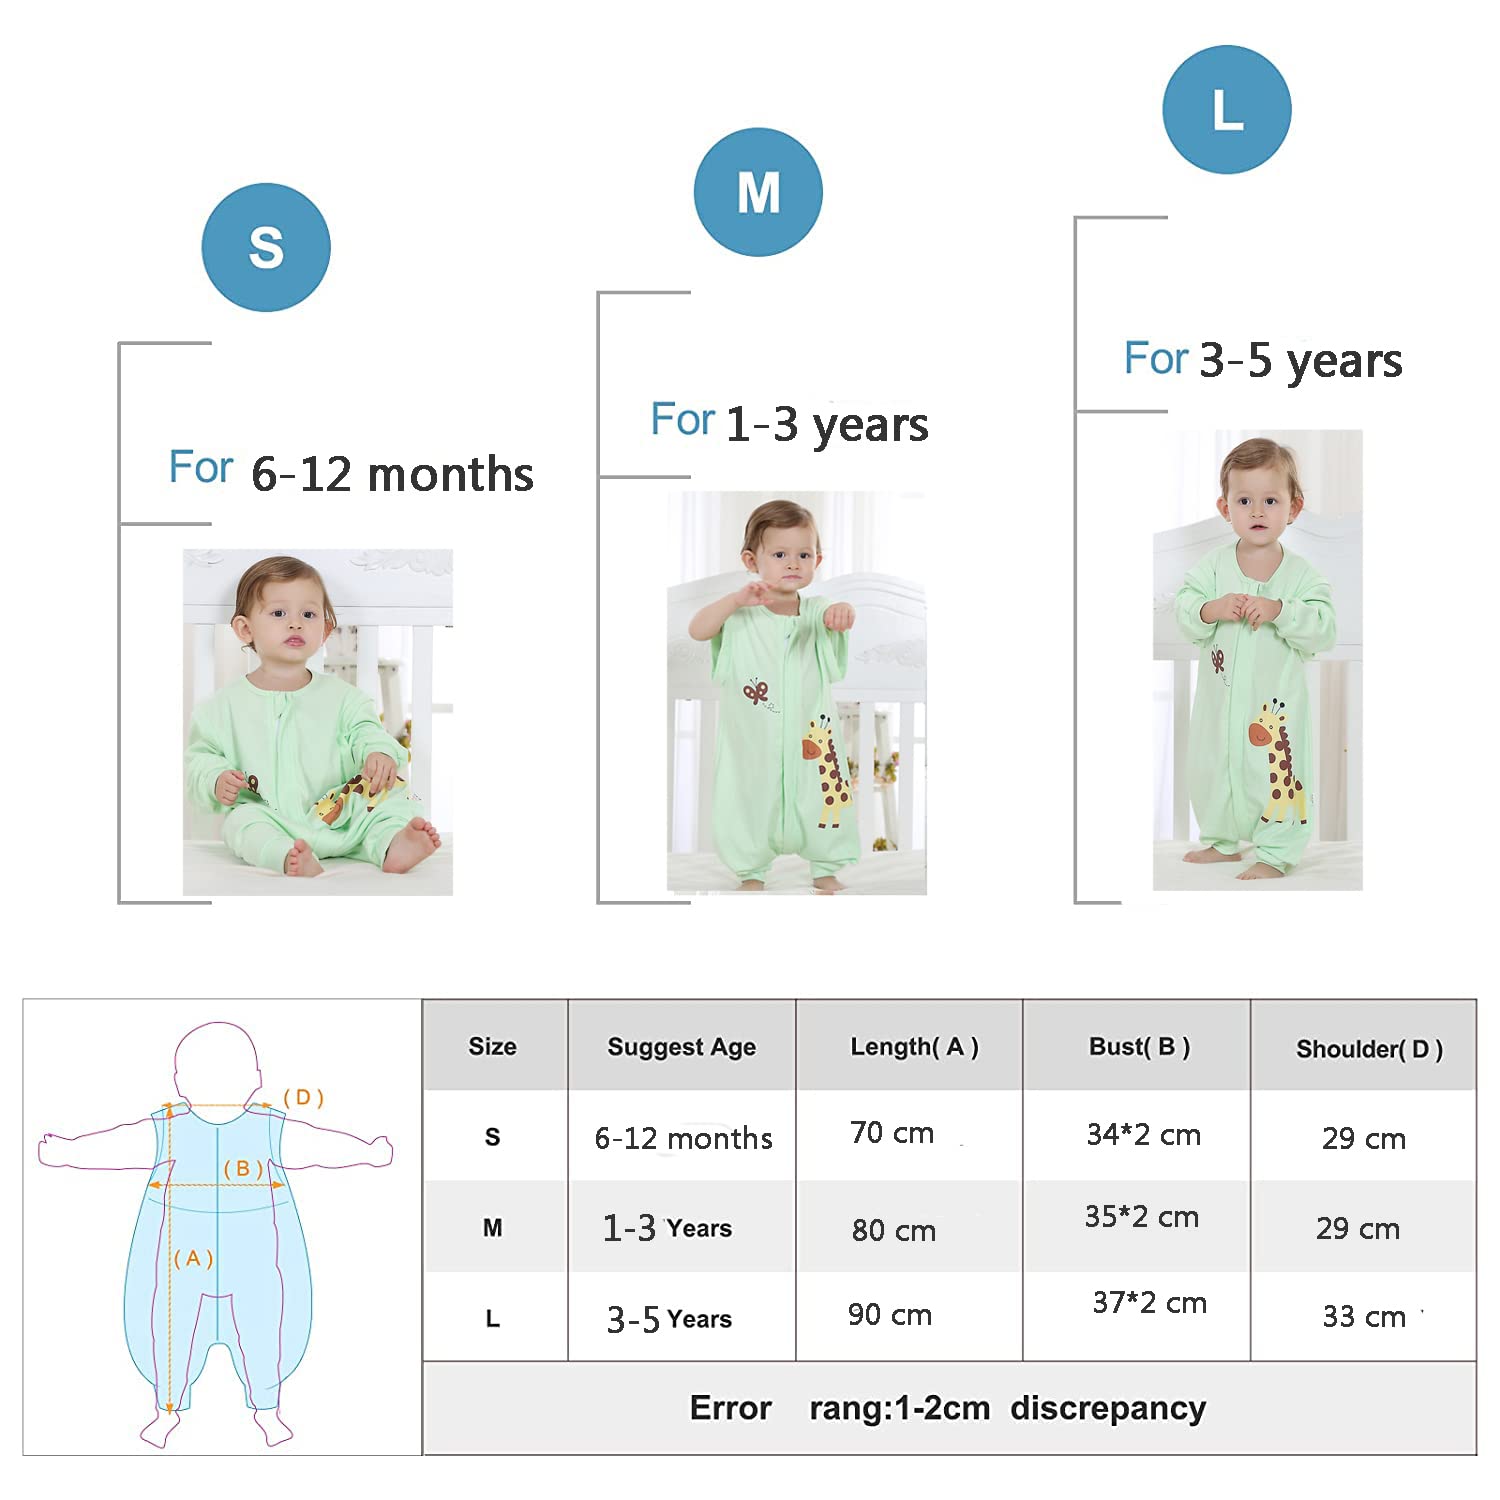 L
M
S
For 3-5 years
For 1-3 years
For 6-12 months
Size Suggest Age Length( A ) Bust( B ) Shoulder( D )
S 6-12 months 70 cm 34*2 cm 29 cm
M 1-3 Years 80 cm 35*2 cm 29 cm
L 3-5 Years 90 cm 37*2 cm 33 cm
Error rang:1-2cm discrepancy
( D )
( B )
( A )